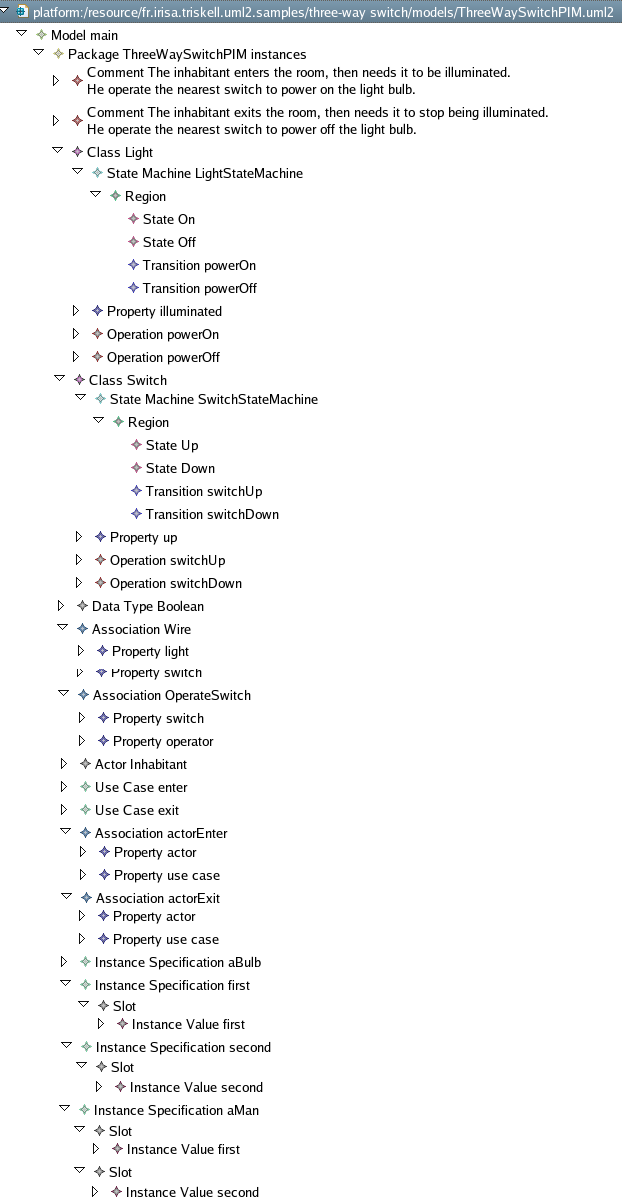 platform:/resource/fr.irisa.triskell.uml2.samples/three-way switch/models/ThreeWaySwitchPIM.uml2
Model main
Package ThreeWaySwitchPIM instances
Comment The inhabitant enters the room, then needs it to be illuminated.
He operate the nearest switch to power on the light bulb.
Comment The inhabitant exits the room, then needs it to stop being illuminated.
He operate the nearest switch to power off the light bulb.
Class Light
State Machine LightStateMachine
Region
State On
State Off
Transition powerOn
Transition powerOff
Property illuminated
Operation powerOn
Operation powerOff
Class Switch
State Machine SwitchStateMachine
Region
State Up
State Down
Transition switchUp
Transition switchDown
Property up
Operation switchUp
Operation switchDown
Data Type Boolean
Association Wire
Property light
Property switch
Association OperateSwitch
Property switch
Property operator
Actor Inhabitant
Use Case enter
Use Case exit
Association actorEnter
Property actor
Property use case
Association actorExit
Property actor
Property use case
Instance Specification aBulb
Instance Specification first
Slot
Instance Value first
Instance Specification second
Slot
Instance Value second
Instance Specification aMan
Slot
Instance Value first
Slot
Instance Value second